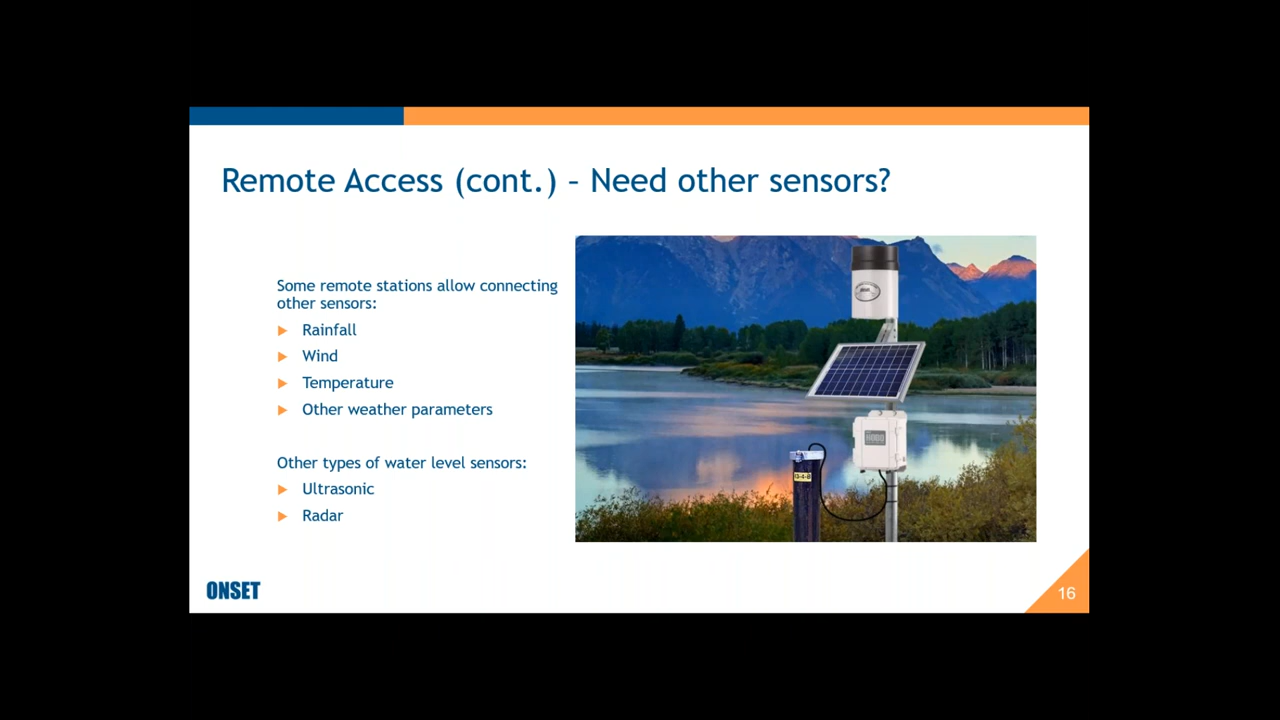 Remote Access (cont.) – Need other sensors?
Some remote stations allow connecting
other sensors:
Rainfall
Wind
Temperature
Other weather parameters
Other types of water level sensors:
Ultrasonic
Radar
HOBO
ONSET
16